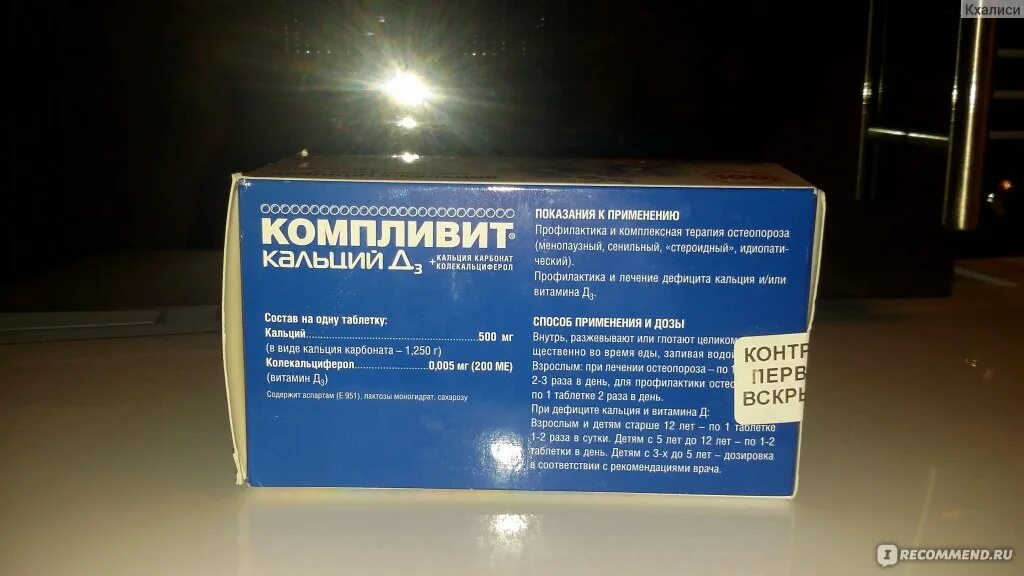 Кхалиси
КОМПЛИВИТ®
КАЛЬЦИЙ Д3
+ КАЛЬЦИЯ КАРБОНАТ
КОЛЕКАЛЬЦИФЕРОЛ
Состав на одну таблетку:
Кальций 500 мг
(в виде кальция карбоната – 1,250 г)
Колекальциферол 0,005 мг (200 МЕ)
(витамин Д3)
Содержит аспартам (Е 951), лактозы моногидрат, сахарозу
ПОКАЗАНИЯ К ПРИМЕНЕНИЮ
Профилактика и комплексная терапия остеопороза
(менопаузный, сенильный, «стероидный», идиопати-
ческий).
Профилактика и лечение дефицита кальция и/или
витамина Д3.
СПОСОБ ПРИМЕНЕНИЯ И ДОЗЫ
Внутрь, разжевывают или глотают целиком
щественно во время еды, запивая водой
Взрослым: при лечении остеопороза – по 1
2-3 раза в день, для профилактики остео
по 1 таблетке 2 раза в день.
При дефиците кальция и витамина Д:
Взрослым и детям старше 12 лет – по 1 таблетке
1-2 раза в сутки. Детям с 5 лет до 12 лет – по 1-2
таблетки в день. Детям с 3-х до 5 лет – дозировка
в соответствии с рекомендациями врача.
КОНТР
ПЕРВ
ВСКРЫ
RECOMMEND.RU